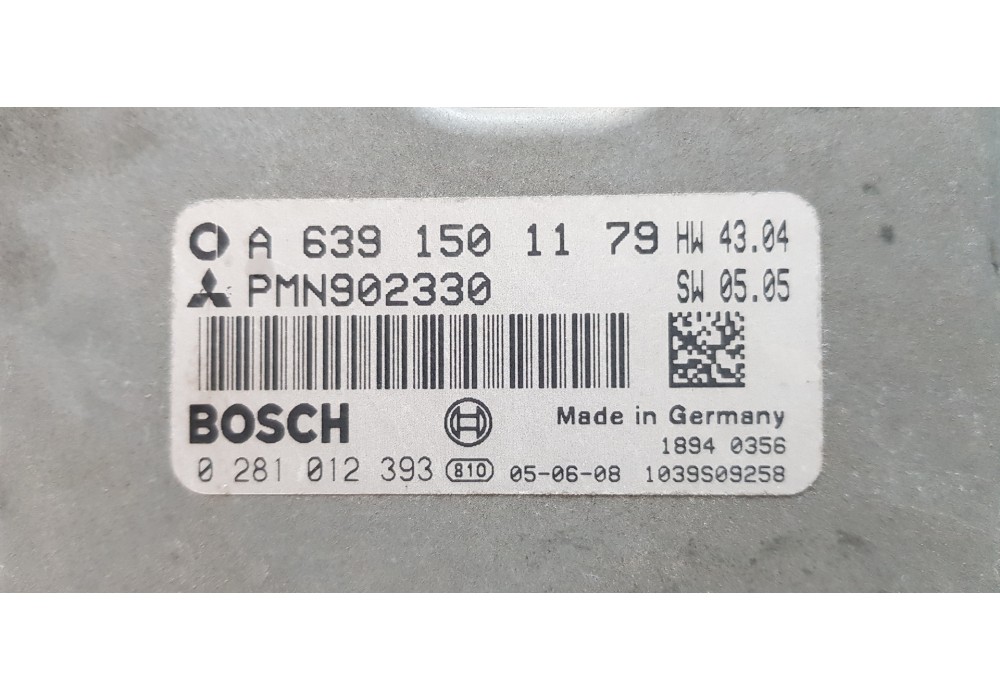 A 639 150 11 79 HW 43.04
PMN902330 SW 05.05
BOSCH Made in Germany
1894 0356
0 281 012 393 810 05-06-08 1039S09258